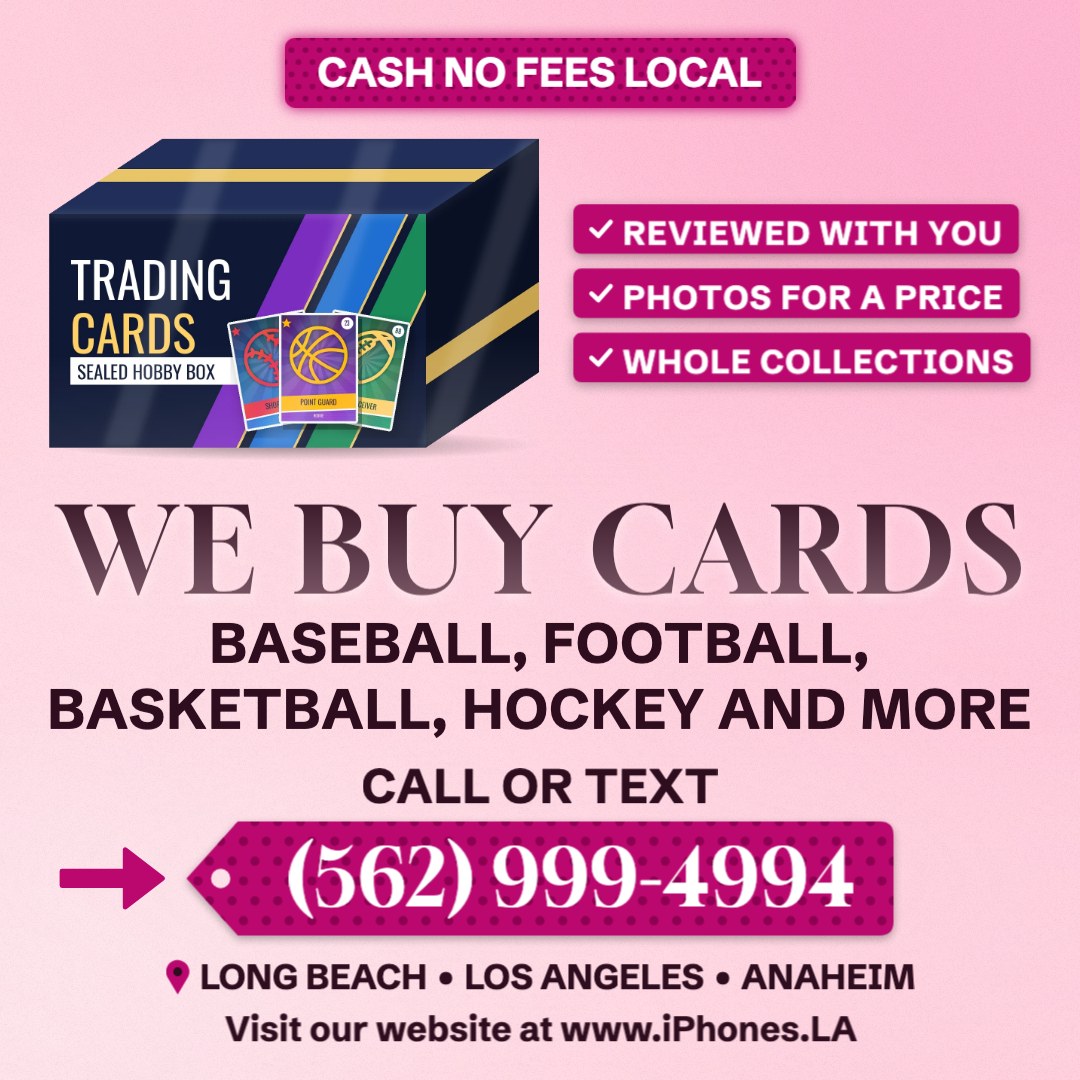 CASH NO FEES LOCAL
TRADING
CARDS
SEALED HOBBY BOX
23
88
POINT GUARD
REVIEWED WITH YOU
PHOTOS FOR A PRICE
WHOLE COLLECTIONS
WE BUY CARDS
BASEBALL, FOOTBALL,
BASKETBALL, HOCKEY AND MORE
CALL OR TEXT
(562) 999-4994
LONG BEACH • LOS ANGELES • ANAHEIM
Visit our website at www.iPhones.LA